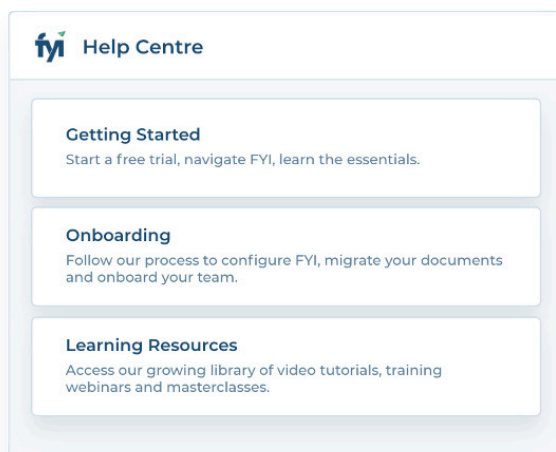 fyi Help Centre
Getting Started
Start a free trial, navigate FYI, learn the essentials.
Onboarding
Follow our process to configure FYI, migrate your documents
and onboard your team.
Learning Resources
Access our growing library of video tutorials, training
webinars and masterclasses.